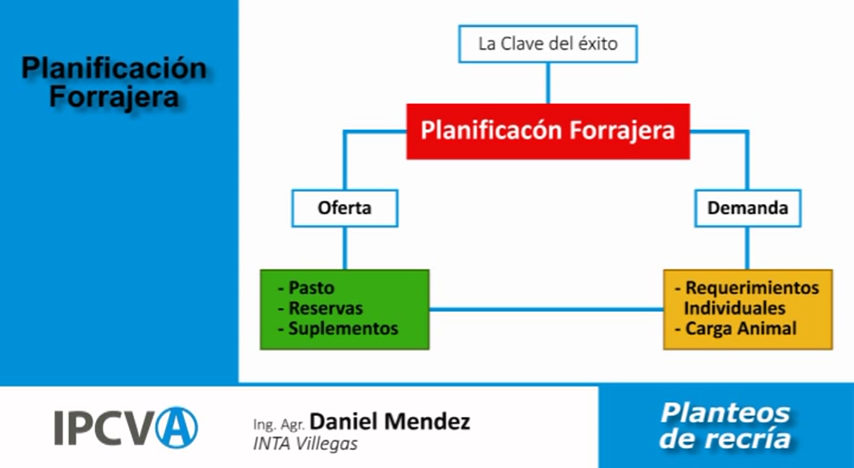 Planificación
Forrajera
La Clave del éxito
Planificacón Forrajera
Oferta
Demanda
- Pasto
- Reservas
- Suplementos
- Requerimientos
Individuales
- Carga Animal
IPCVA
Ing. Agr. Daniel Mendez
INTA Villegas
Planteos
de recría